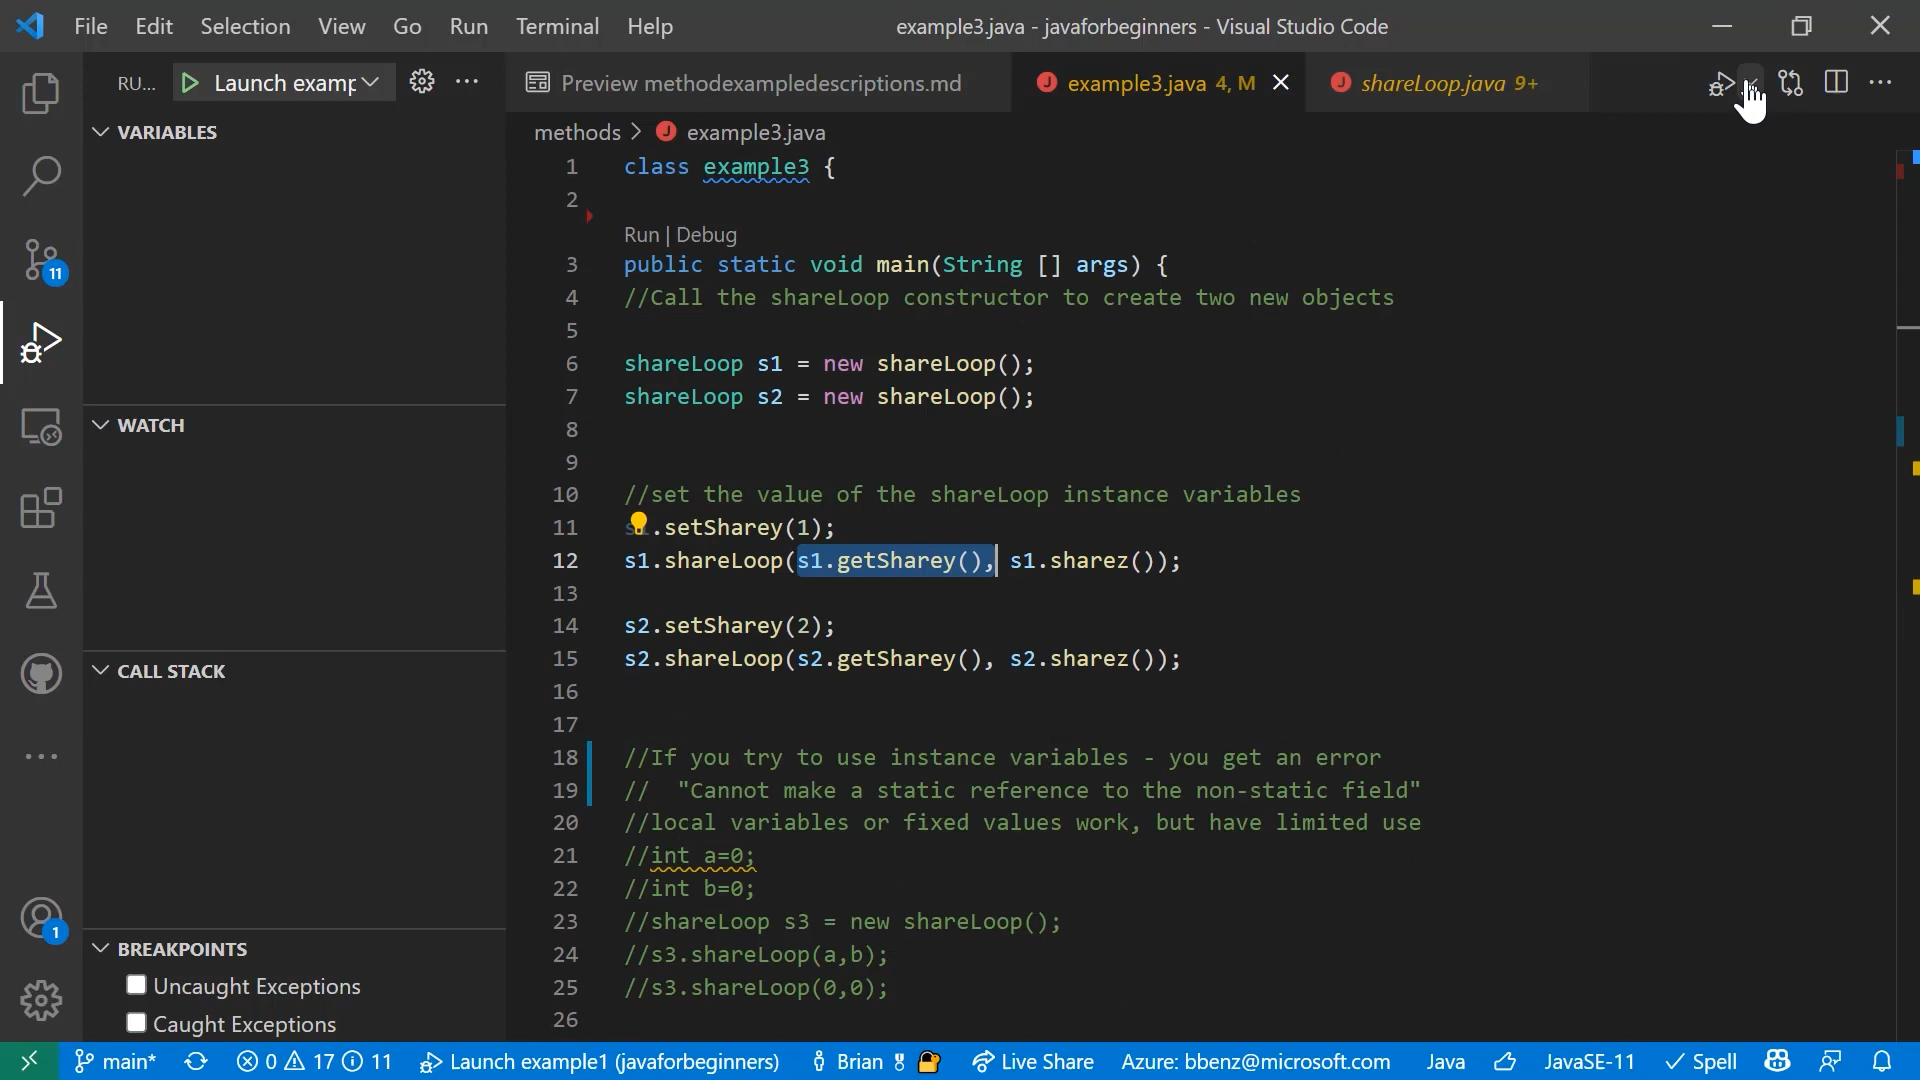 File Edit Selection View Go Run Terminal Help
example3.java - javaforbeginners - Visual Studio Code
RU... Launch examp
Preview methodexampledescriptions.md
example3.java 4, M
shareLoop.java 9+
VARIABLES
WATCH
CALL STACK
BREAKPOINTS
Uncaught Exceptions
Caught Exceptions
11
1
methods > example3.java
1 class example3 {
2
Run | Debug
3 public static void main(String [] args) {
4 //Call the shareLoop constructor to create two new objects
5
6 shareLoop s1 = new shareLoop();
7 shareLoop s2 = new shareLoop();
8
9
10 //set the value of the shareLoop instance variables
11 s1.setSharey(1);
12 s1.shareLoop(s1.getSharey(), s1.sharez());
13
14 s2.setSharey(2);
15 s2.shareLoop(s2.getSharey(), s2.sharez());
16
17
18 //If you try to use instance variables - you get an error
19 //  "Cannot make a static reference to the non-static field"
20 //local variables or fixed values work, but have limited use
21 //int a=0;
22 //int b=0;
23 //shareLoop s3 = new shareLoop();
24 //s3.shareLoop(a,b);
25 //s3.shareLoop(0,0);
26
main* 0 17 11 Launch example1 (javaforbeginners) Brian Live Share Azure: bbenz@microsoft.com Java JavaSE-11 Spell